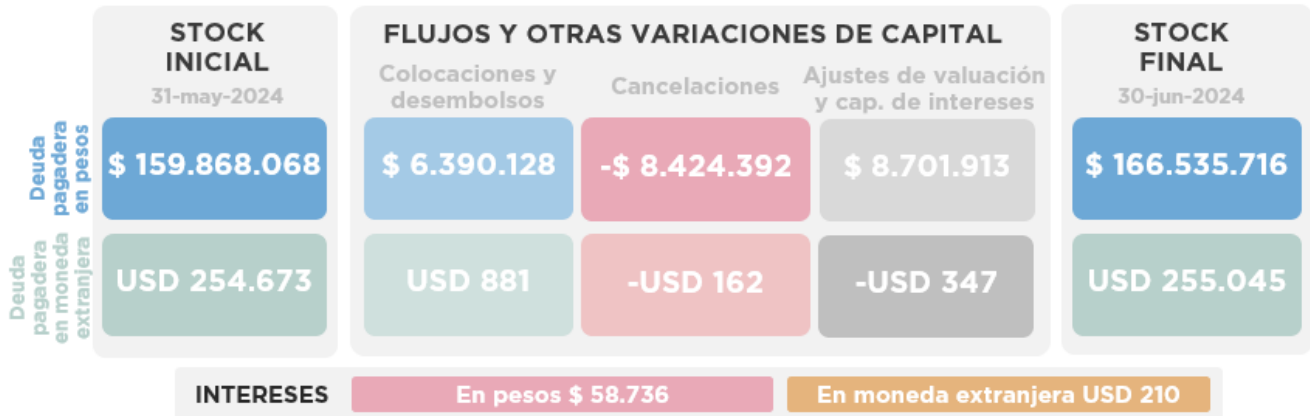 STOCK
INICIAL
31-may-2024
FLUJOS Y OTRAS VARIACIONES DE CAPITAL
Colocaciones y
desembolsos
Cancelaciones
Ajustes de valuación
y cap. de intereses
STOCK
FINAL
30-jun-2024
Deuda
pagadera
en pesos
$ 159.868.068
$ 6.390.128
-$ 8.424.392
$ 8.701.913
$ 166.535.716
Deuda
pagadera
en moneda
extranjera
USD 254.673
USD 881
-USD 162
-USD 347
USD 255.045
INTERESES
En pesos $ 58.736
En moneda extranjera USD 210